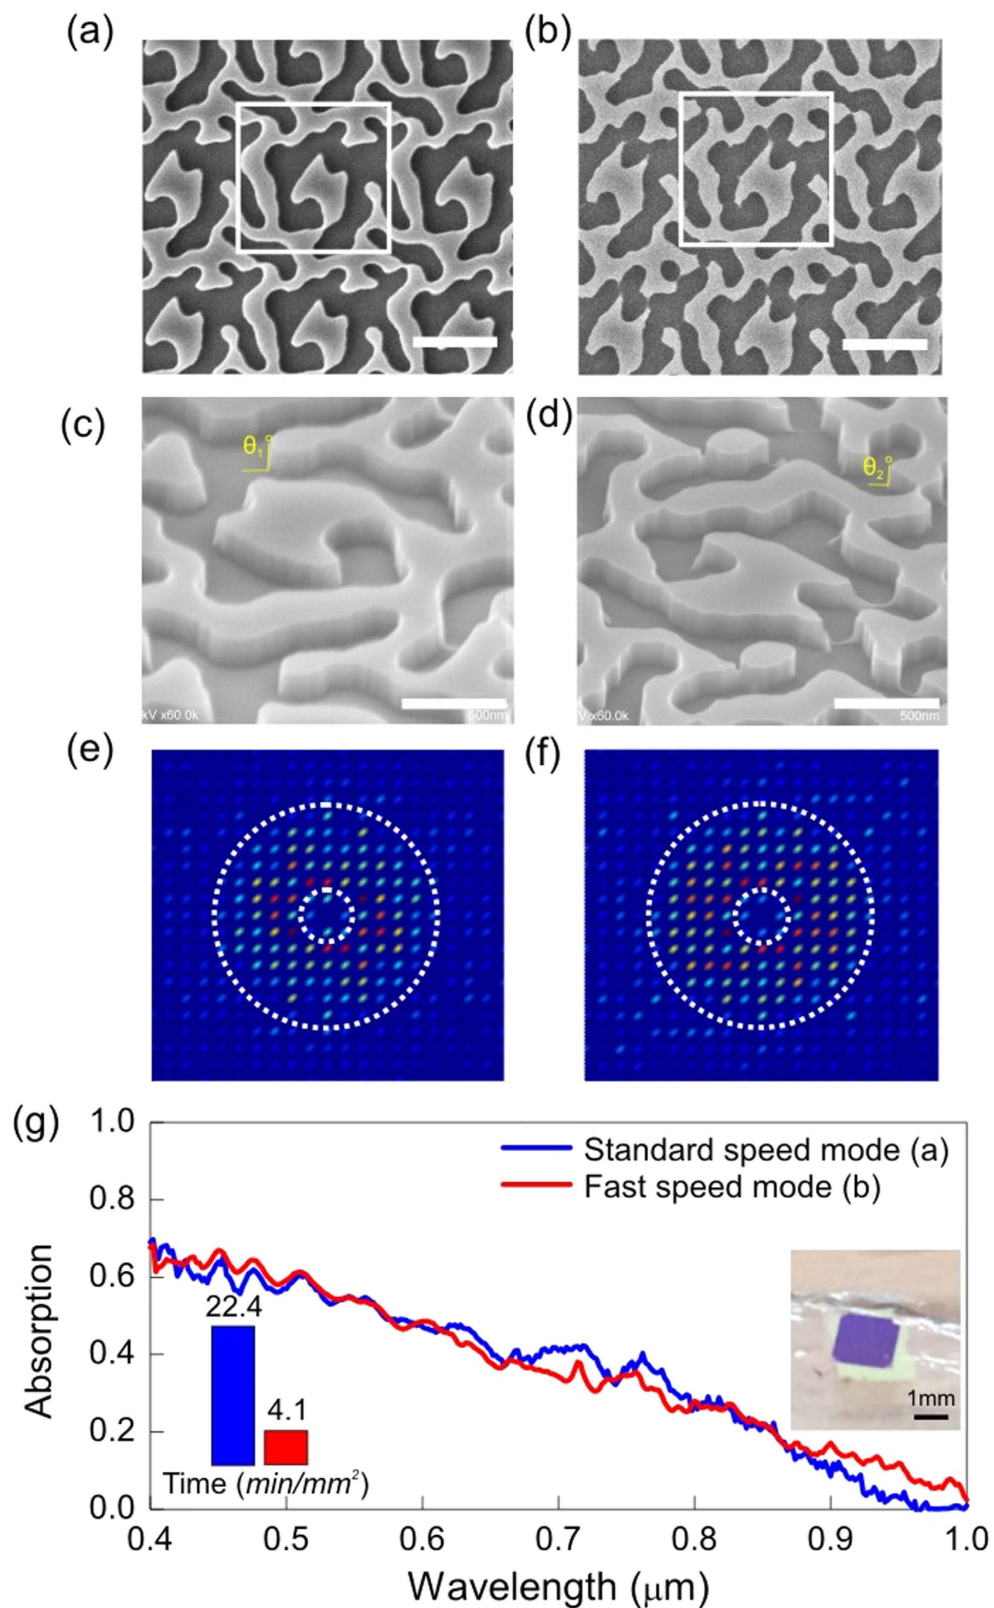 (a)
(b)
(c)
(d)
θ₁°
θ₂°
kV x60.0k
500nm
V x60.0k
500nm
(e)
(f)
(g)
1.0
0.8
0.6
0.4
0.2
0.0
Absorption
Standard speed mode (a)
Fast speed mode (b)
22.4
4.1
Time (min/mm²)
1mm
0.4
0.5
0.6
0.7
0.8
0.9
1.0
Wavelength (μm)